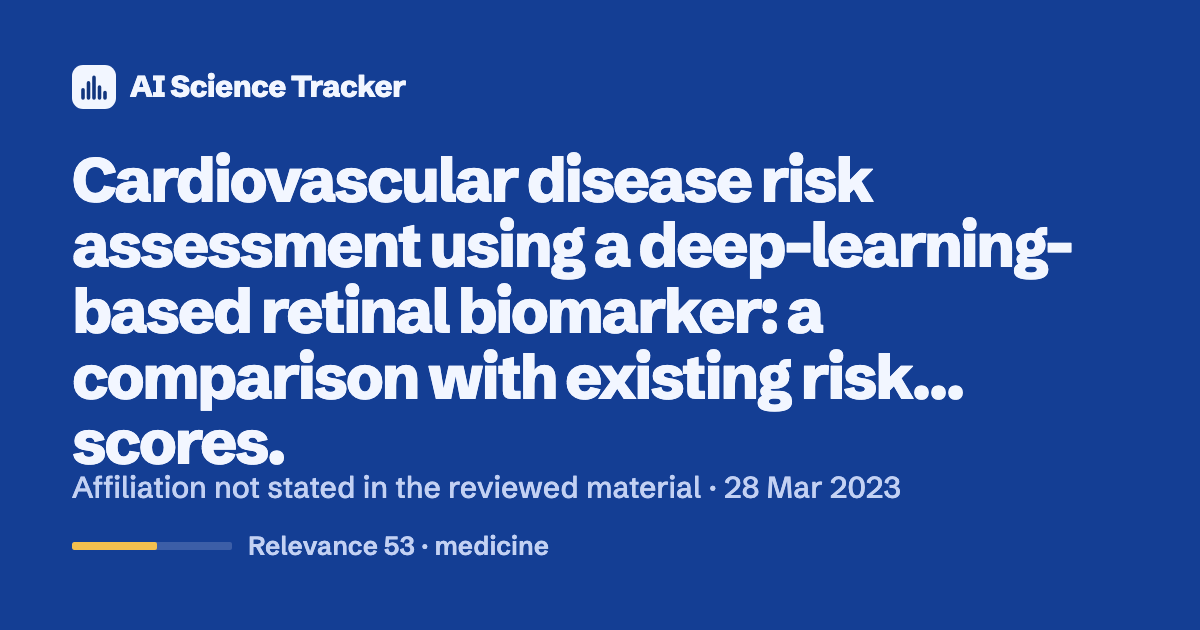 AI Science Tracker
Cardiovascular disease risk
assessment using a deep-learning-
based retinal biomarker: a
comparison with existing risk...
scores.
Affiliation not stated in the reviewed material · 28 Mar 2023
Relevance 53 · medicine